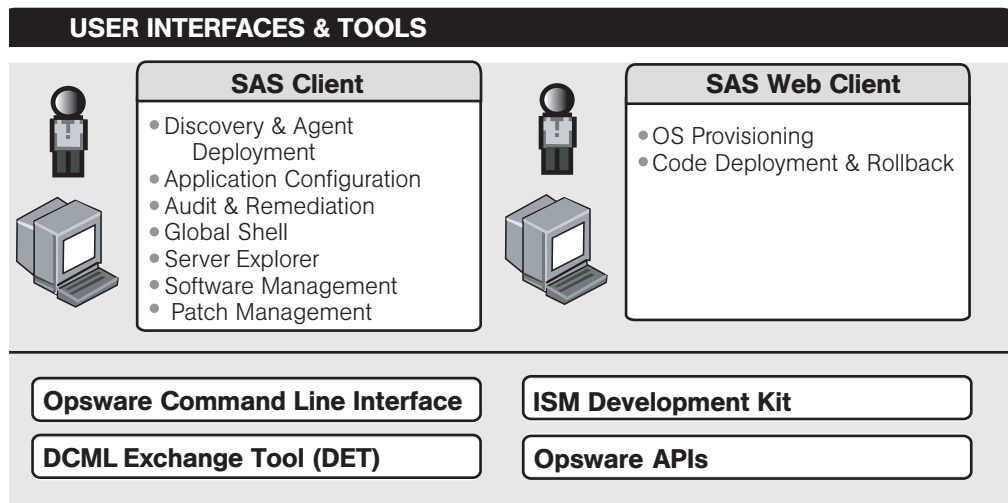 USER INTERFACES & TOOLS
SAS Client
• Discovery & Agent
Deployment
• Application Configuration
• Audit & Remediation
• Global Shell
• Server Explorer
• Software Management
• Patch Management
SAS Web Client
• OS Provisioning
• Code Deployment & Rollback
Opsware Command Line Interface
ISM Development Kit
DCML Exchange Tool (DET)
Opsware APIs